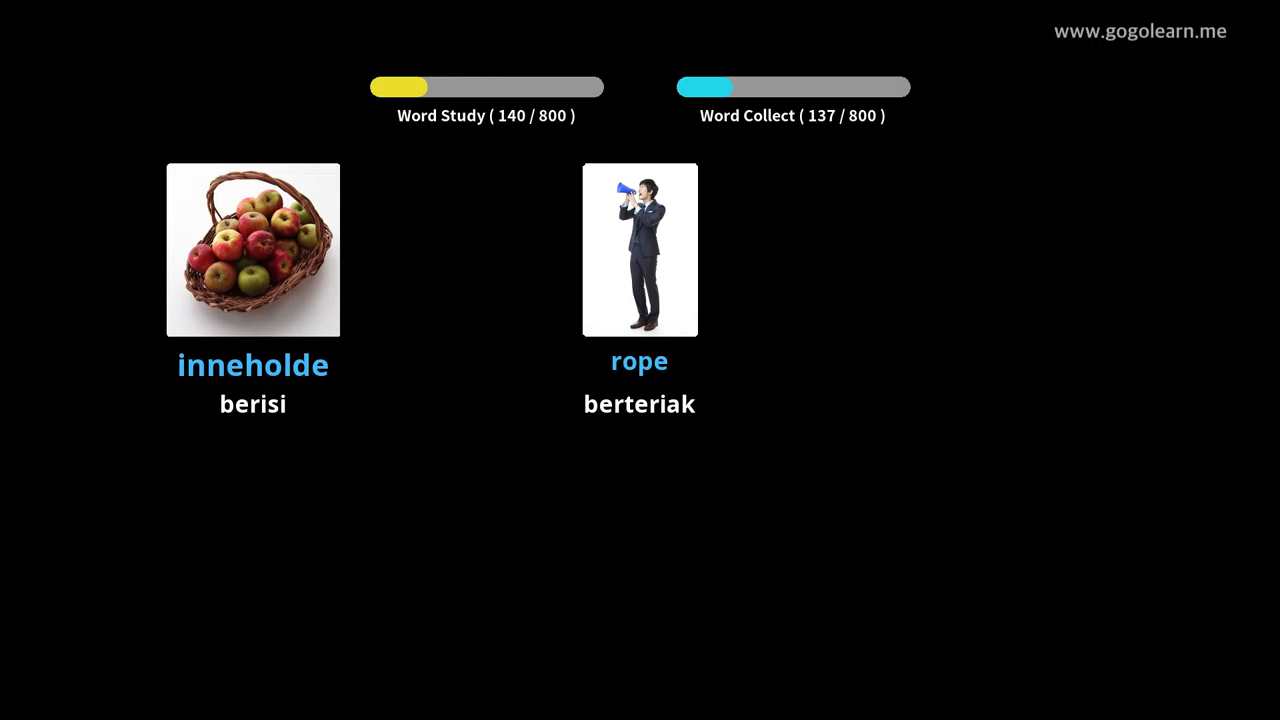 www.gogolearn.me
Word Study ( 140 / 800 )
Word Collect ( 137 / 800 )
inneholde
berisi
rope
berteriak